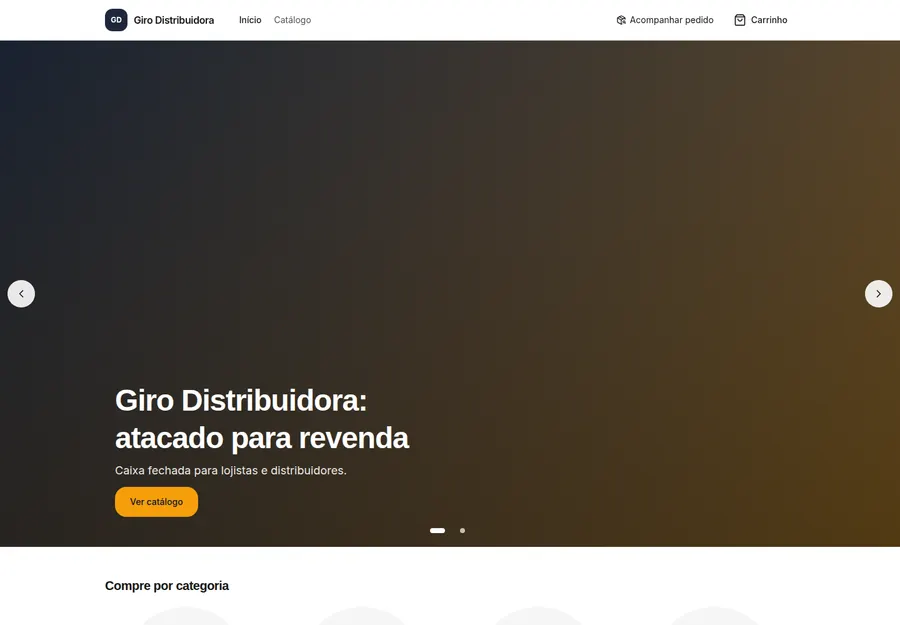 GD Giro Distribuidora Início Catálogo Acompanhar pedido Carrinho
Giro Distribuidora:
atacado para revenda
Caixa fechada para lojistas e distribuidores.
Ver catálogo
Compre por categoria